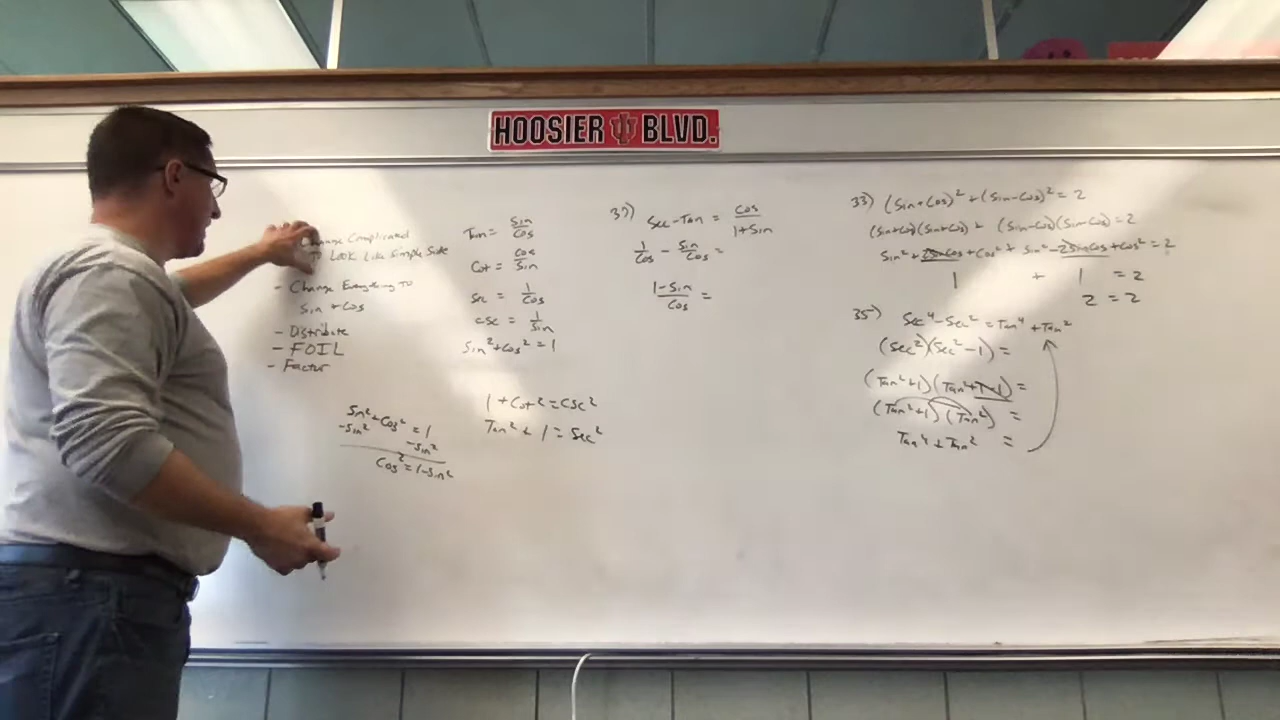 HOOSIER BLVD.
Change Complicated
To Look Like Simple Side
- Change Everything To
Sin + Cos
- Distribute
- FOIL
- Factor
Sin² + Cos² = 1
-Sin² -Sin²
Cos² = 1-Sin²
Tan = Sin/Cos
Cot = Cos/Sin
Sec = 1/Cos
csc = 1/Sin
Sin² + Cos² = 1
1 + Cot² = CSC²
Tan² + 1 = Sec²
37) Sec - Tan = Cos/1+Sin
1/Cos - Sin/Cos =
1-Sin/Cos =
33) (Sin+Cos)² + (Sin-Cos)² = 2
(Sin+Cos)(Sin+Cos) + (Sin-Cos)(Sin-Cos) = 2
Sin² + 2SinCos + Cos² + Sin² - 2SinCos + Cos² = 2
1 + 1 = 2
2 = 2
35) Sec⁴ - Sec² = Tan⁴ + Tan²
(Sec²)(Sec² - 1) =
(Tan² + 1)(Tan² + 1 - 1) =
(Tan² + 1)(Tan²) =
Tan⁴ + Tan² =